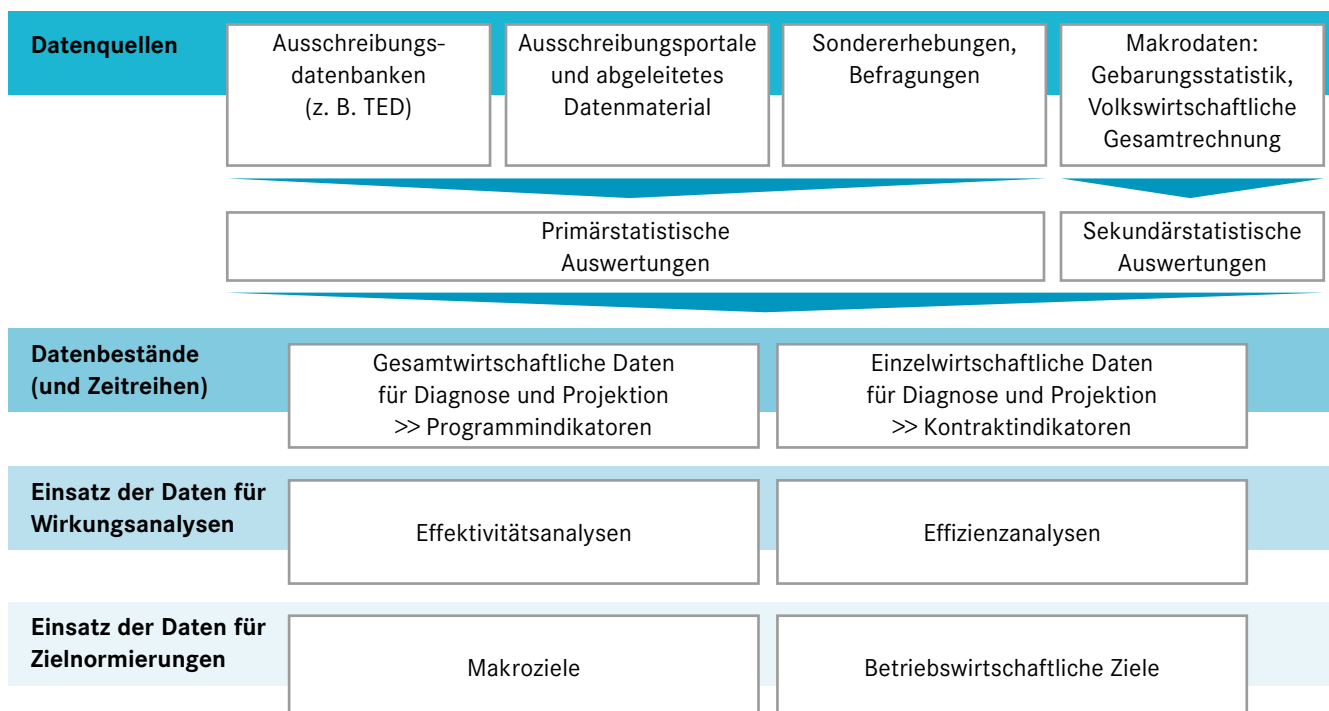 Datenquellen
Ausschreibungs-
datenbanken
(z. B. TED)
Ausschreibungsportale
und abgeleitetes
Datenmaterial
Sondererhebungen,
Befragungen
Makrodaten:
Gebarungsstatistik,
Volkswirtschaftliche
Gesamtrechnung
Primärstatistische
Auswertungen
Sekundärstatistische
Auswertungen
Datenbestände
(und Zeitreihen)
Gesamtwirtschaftliche Daten
für Diagnose und Projektion
>> Programmindikatoren
Einzelwirtschaftliche Daten
für Diagnose und Projektion
>> Kontraktindikatoren
Einsatz der Daten für
Wirkungsanalysen
Effektivitätsanalysen
Effizienzanalysen
Einsatz der Daten für
Zielnormierungen
Makroziele
Betriebswirtschaftliche Ziele